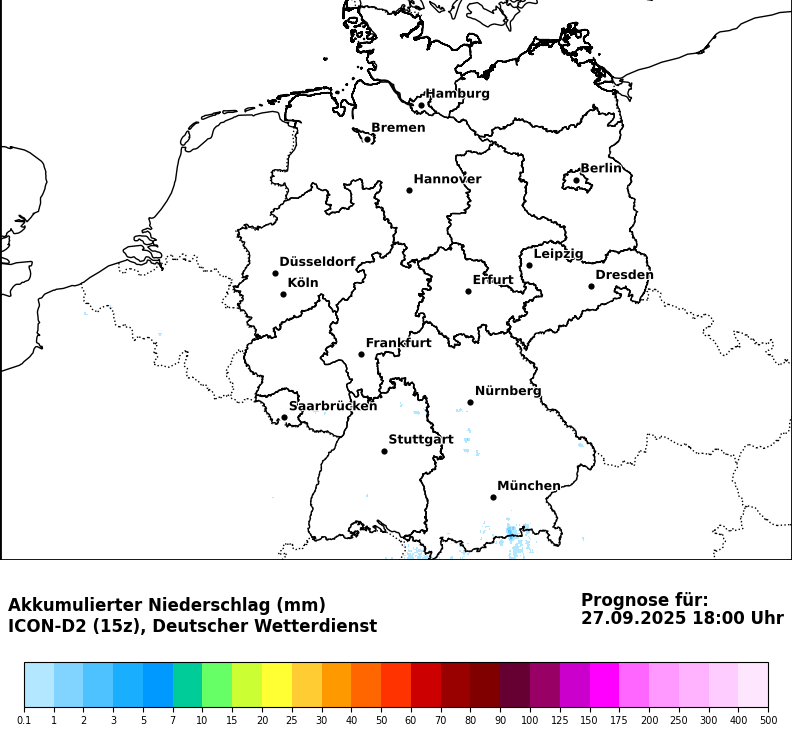 Hamburg
Bremen
Berlin
Hannover
Düsseldorf
Leipzig
Köln
Erfurt
Dresden
Frankfurt
Nürnberg
Saarbrücken
Stuttgart
München
Akkumulierter Niederschlag (mm)
ICON-D2 (15z), Deutscher Wetterdienst
Prognose für:
27.09.2025 18:00 Uhr
0.1 1 2 3 5 7 10 15 20 25 30 40 50 60 70 80 90 100 125 150 175 200 250 300 400 500